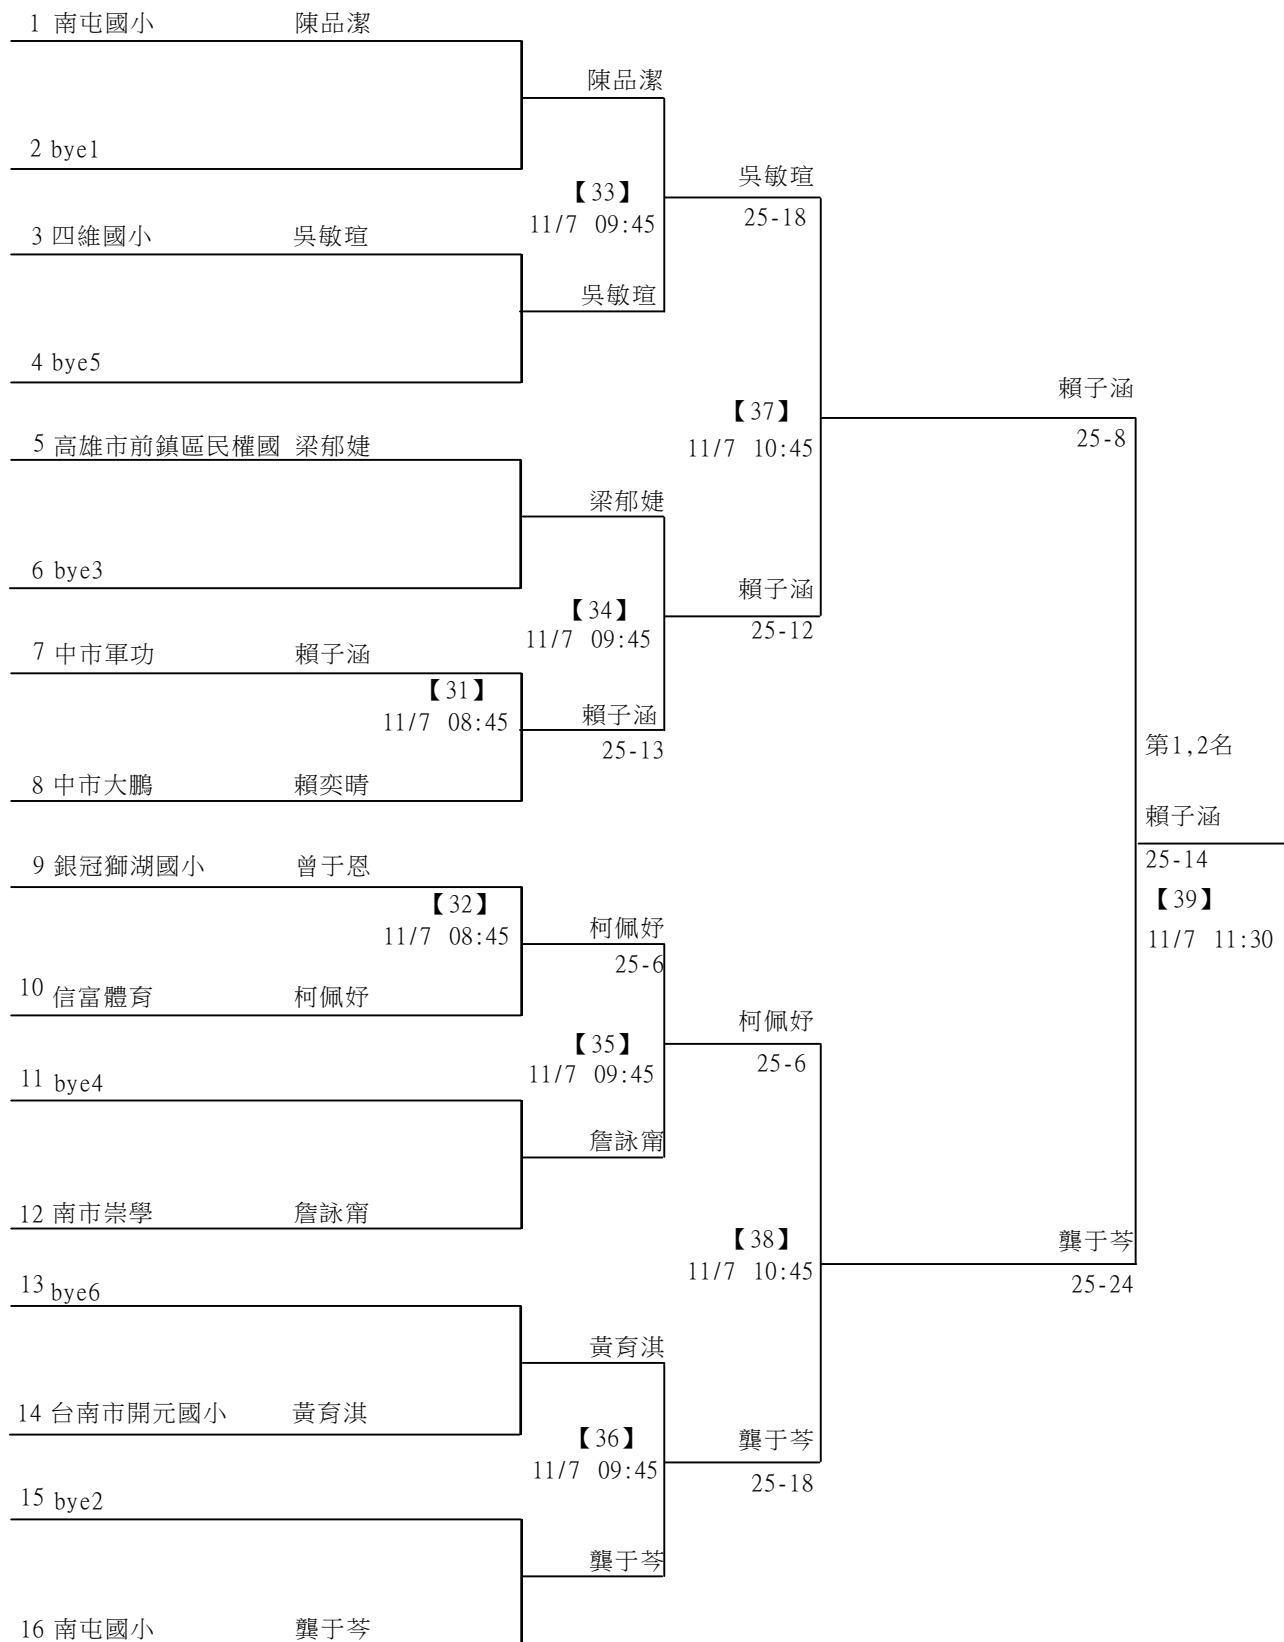 1 南屯國小 陳品潔
陳品潔
2 bye1
吳敏瑄
【33】
25-18
11/7 09:45
3 四維國小 吳敏瑄
吳敏瑄
4 bye5
賴子涵
【37】
25-8
5 高雄市前鎮區民權國 梁郁婕
11/7 10:45
梁郁婕
6 bye3
賴子涵
【34】
25-12
11/7 09:45
7 中市軍功 賴子涵
【31】
11/7 08:45
賴子涵
25-13
第1,2名
8 中市大鵬 賴奕晴
賴子涵
25-14
9 銀冠獅湖國小 曾于恩
【39】
【32】
11/7 08:45
柯佩妤
11/7 11:30
25-6
10 信富體育 柯佩妤
柯佩妤
【35】
25-6
11/7 09:45
11 bye4
詹詠甯
12 南市崇學 詹詠甯
【38】
龔于芩
11/7 10:45
25-24
13 bye6
黃育淇
14 台南市開元國小 黃育淇
【36】
龔于芩
11/7 09:45
25-18
15 bye2
龔于芩
16 南屯國小 龔于芩